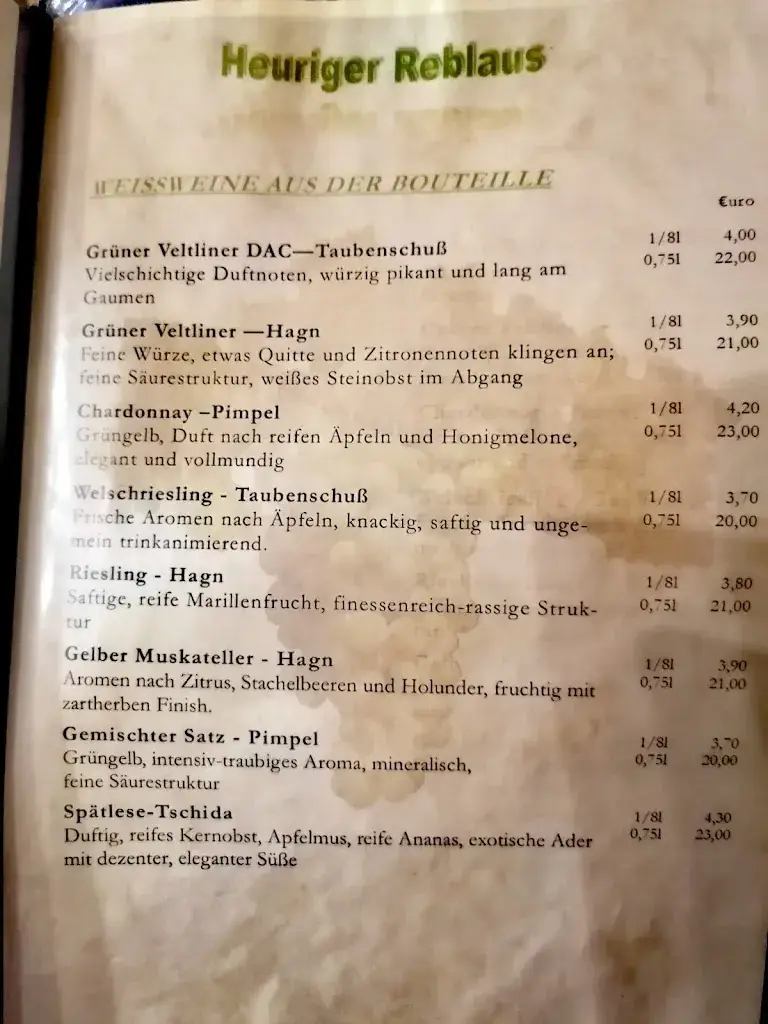 Heuriger Reblaus
WEISSWEINE AUS DER BOUTEILLE
€uro
Grüner Veltliner DAC—Taubenschuß 1/8l 4,00
Vielschichtige Duftnoten, würzig pikant und lang am 0,75l 22,00
Gaumen
Grüner Veltliner —Hagn 1/8l 3,90
Feine Würze, etwas Quitte und Zitronennoten klingen an; 0,75l 21,00
feine Säurestruktur, weißes Steinobst im Abgang
Chardonnay –Pimpel 1/8l 4,20
Grüngelb, Duft nach reifen Äpfeln und Honigmelone, 0,75l 23,00
elegant und vollmundig
Welschriesling - Taubenschuß 1/8l 3,70
Frische Aromen nach Äpfeln, knackig, saftig und unge- 0,75l 20,00
mein trinkanimierend.
Riesling - Hagn 1/8l 3,80
Saftige, reife Marillenfrucht, finessenreich-rassige Struk- 0,75l 21,00
tur
Gelber Muskateller - Hagn 1/8l 3,90
Aromen nach Zitrus, Stachelbeeren und Holunder, fruchtig mit 0,75l 21,00
zartherben Finish.
Gemischter Satz - Pimpel 1/8l 3,70
Grüngelb, intensiv-traubiges Aroma, mineralisch, 0,75l 20,00
feine Säurestruktur
Spätlese-Tschida 1/8l 4,30
Duftig, reifes Kernobst, Apfelmus, reife Ananas, exotische Ader 0,75l 23,00
mit dezenter, eleganter Süße